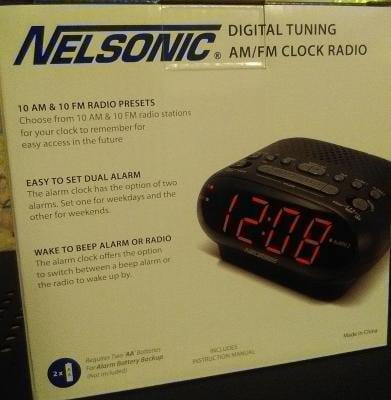 NELSONIC® DIGITAL TUNING
AM/FM CLOCK RADIO
10 AM & 10 FM RADIO PRESETS
Choose from 10 AM & 10 FM radio stations
for your clock to remember for
easy access in the future
EASY TO SET DUAL ALARM
The alarm clock has the option of two
alarms. Set one for weekdays and the
other for weekends.
WAKE TO BEEP ALARM OR RADIO
The alarm clock offers the option
to switch between a beep alarm or
the radio to wake up by.
12:08
NELSONIC
2x
Requires Two 'AA' Batteries
For Alarm Battery Backup
(Not included)
INCLUDES
INSTRUCTION MANUAL
Made in China